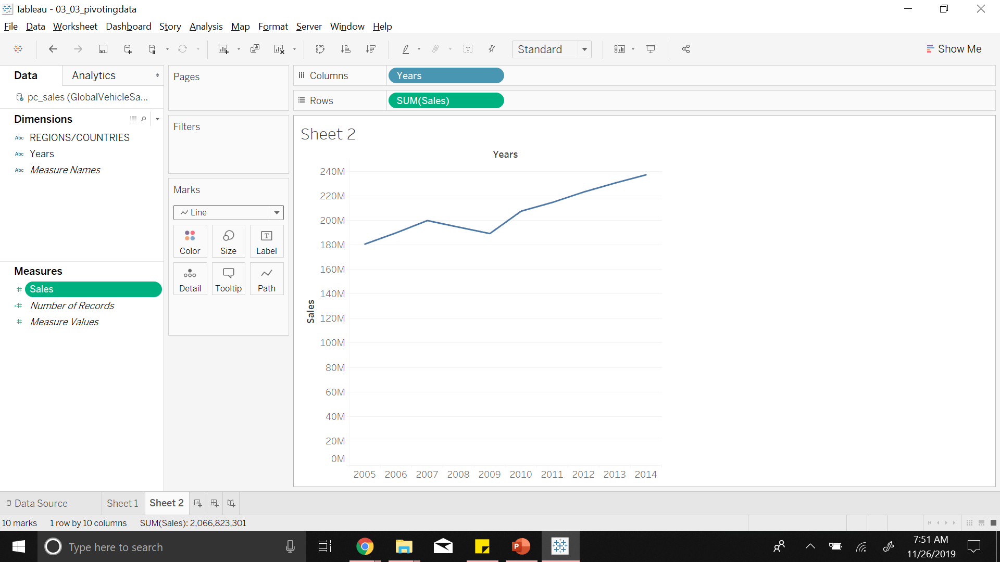 Tableau - 03_03_pivotingdata
File Data Worksheet Dashboard Story Analysis Map Format Server Window Help
Standard
Show Me
Data
Analytics
pc_sales (GlobalVehicleSa...
Dimensions
Abc REGIONS/COUNTRIES
Abc Years
Abc Measure Names
Measures
# Sales
=# Number of Records
# Measure Values
Pages
Filters
Marks
Line
Color Size Label
Detail Tooltip Path
Columns Years
Rows SUM(Sales)
Sheet 2
Years
Sales
240M
220M
200M
180M
160M
140M
120M
100M
80M
60M
40M
20M
0M
2005 2006 2007 2008 2009 2010 2011 2012 2013 2014
Data Source Sheet 1 Sheet 2
10 marks 1 row by 10 columns SUM(Sales): 2,066,823,301
Type here to search
7:51 AM
11/26/2019